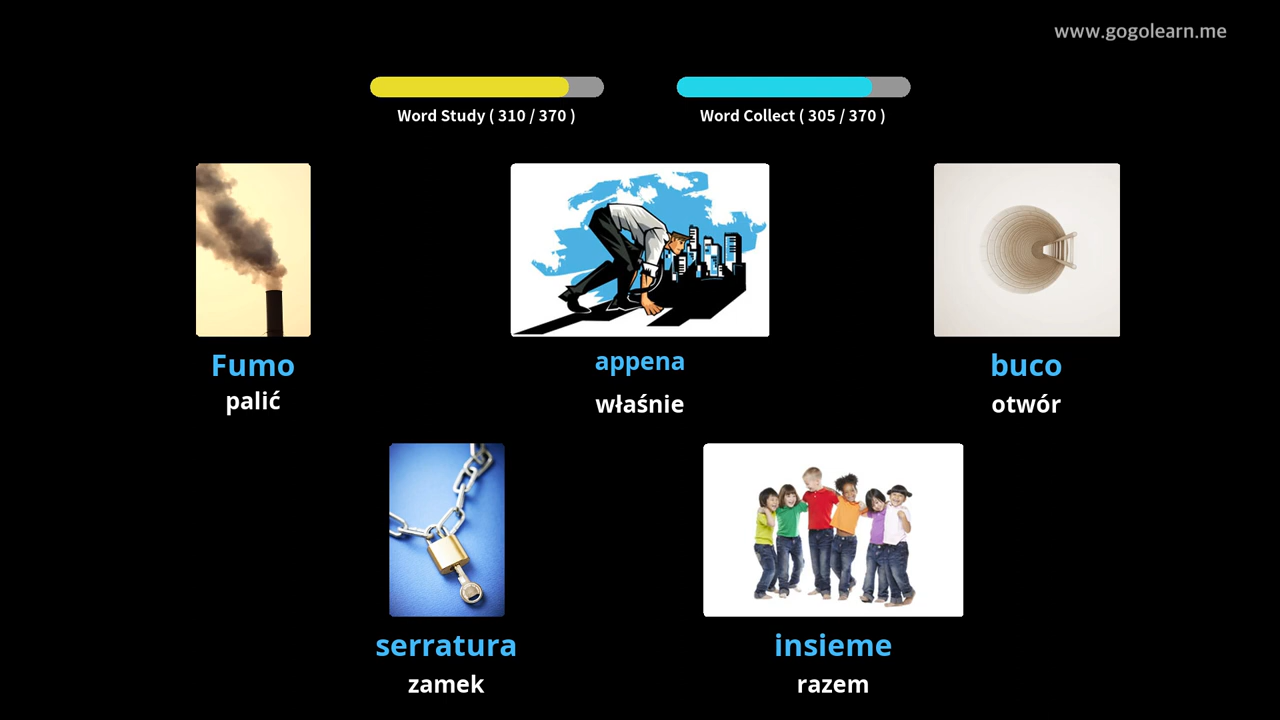 www.gogolearn.me
Word Study ( 310 / 370 )
Word Collect ( 305 / 370 )
Fumo
palić
appena
właśnie
buco
otwór
serratura
zamek
insieme
razem